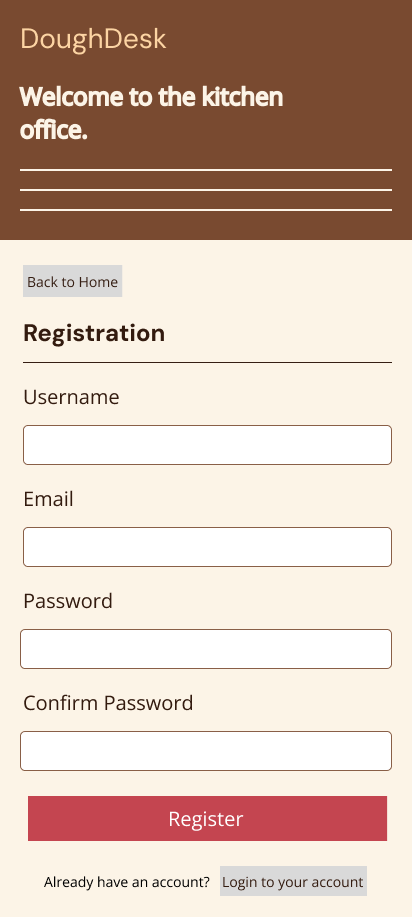 DoughDesk
Welcome to the kitchen
office.
Back to Home
Registration
Username
Email
Password
Confirm Password
Register
Already have an account? Login to your account